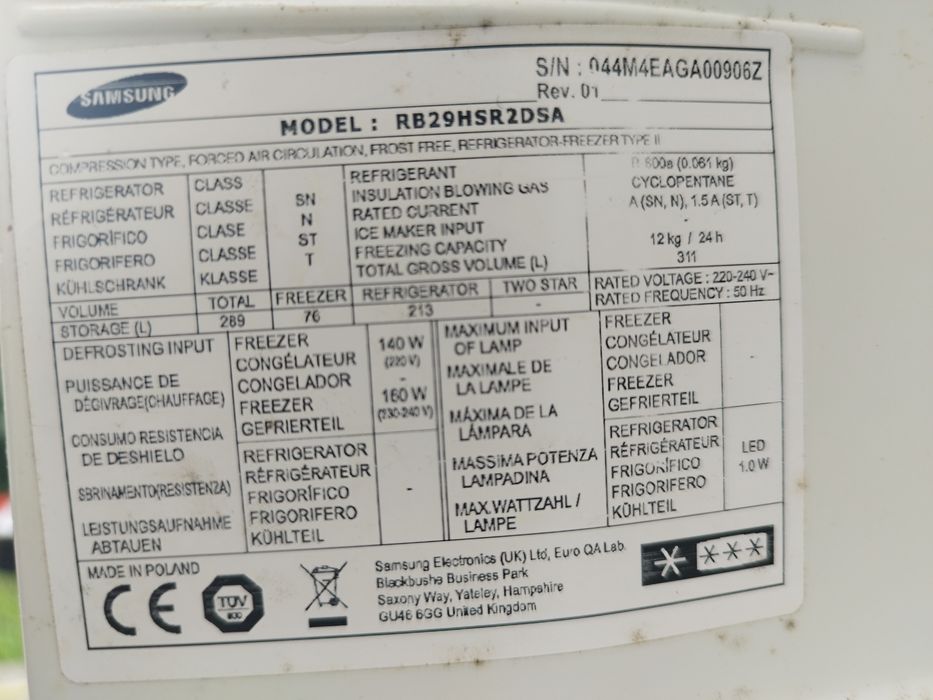 SAMSUNG
S/N : 044M4EAGA00906Z
Rev. 01
MODEL : RB29HSR2DSA
COMPRESSION TYPE, FORCED AIR CIRCULATION, FROST FREE, REFRIGERATOR-FREEZER TYPE II
REFRIGERATOR CLASS
RÉFRIGÉRATEUR CLASSE
FRIGORÍFICO CLASE
FRIGORIFERO CLASSE
KÜHLSCHRANK KLASSE
SN
N
ST
T
REFRIGERANT
INSULATION BLOWING GAS
RATED CURRENT
ICE MAKER INPUT
FREEZING CAPACITY
TOTAL GROSS VOLUME (L)
(0.061 kg)
CYCLOPENTANE
A (SN, N), 1.5 A (ST, T)
-
12 kg / 24 h
311
VOLUME
STORAGE (L)
TOTAL
289
FREEZER
76
REFRIGERATOR
213
TWO STAR
-
RATED VOLTAGE : 220-240 V~
RATED FREQUENCY : 50 Hz
DEFROSTING INPUT
PUISSANCE DE
DÉGIVRAGE(CHAUFFAGE)
CONSUMO RESISTENCIA
DE DESHIELO
SBRINAMENTO(RESISTENZA)
LEISTUNGSAUFNAHME
ABTAUEN
FREEZER
CONGÉLATEUR
CONGELADOR
FREEZER
GEFRIERTEIL
140 W
(220 V)
-
160 W
(230-240 V)
REFRIGERATOR
RÉFRIGÉRATEUR
FRIGORÍFICO
FRIGORIFERO
KÜHLTEIL
-
MAXIMUM INPUT
OF LAMP
MAXIMALE DE
LA LAMPE
MÁXIMA DE LA
LÁMPARA
MASSIMA POTENZA
LAMPADINA
MAX.WATTZAHL /
LAMPE
FREEZER
CONGÉLATEUR
CONGELADOR
FREEZER
GEFRIERTEIL
-
REFRIGERATOR
RÉFRIGÉRATEUR
FRIGORÍFICO
FRIGORIFERO
KÜHLTEIL
LED
1.0 W
MADE IN POLAND
CE
TÜV
Samsung Electronics (UK) Ltd, Euro QA Lab.
Blackbushe Business Park
Saxony Way, Yateley, Hampshire
GU46 6GG United Kingdom